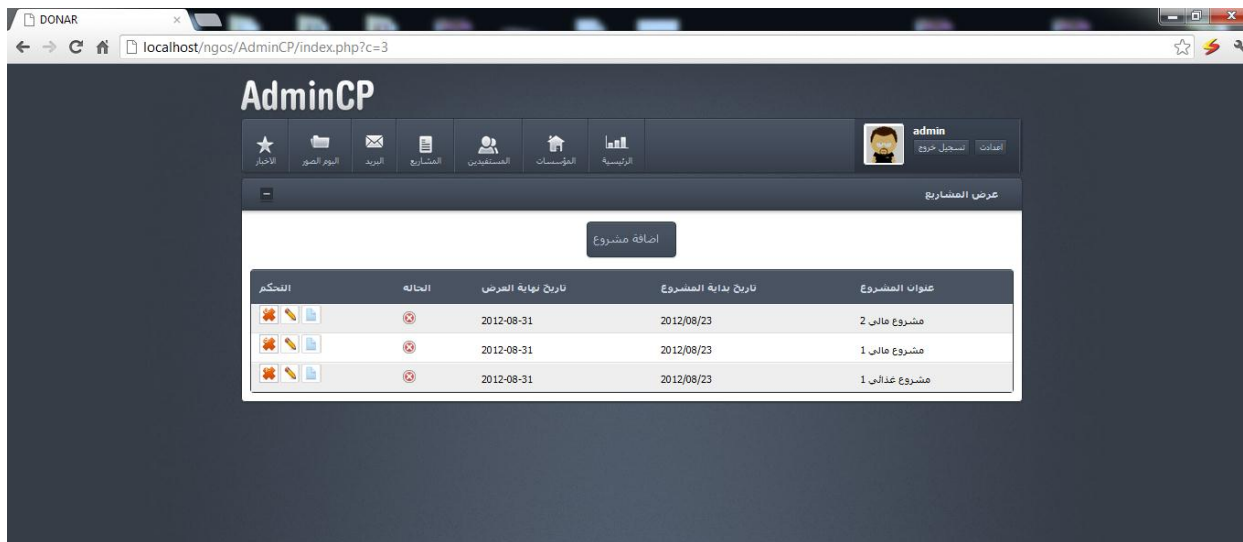 DONAR
localhost/ngos/AdminCP/index.php?c=3
AdminCP
admin
اعدادت تسجيل خروج
الرئيسية المؤسسات المستفيدين المشاريع البريد البوم الصور الاخبار
عرض المشاريع
اضافة مشروع
عنوان المشروع تاريخ بداية المشروع تاريخ نهاية العرض الحاله التحكم
مشروع مالي 2 2012/08/23 2012-08-31
مشروع مالي 1 2012/08/23 2012-08-31
مشروع غذائي 1 2012/08/23 2012-08-31